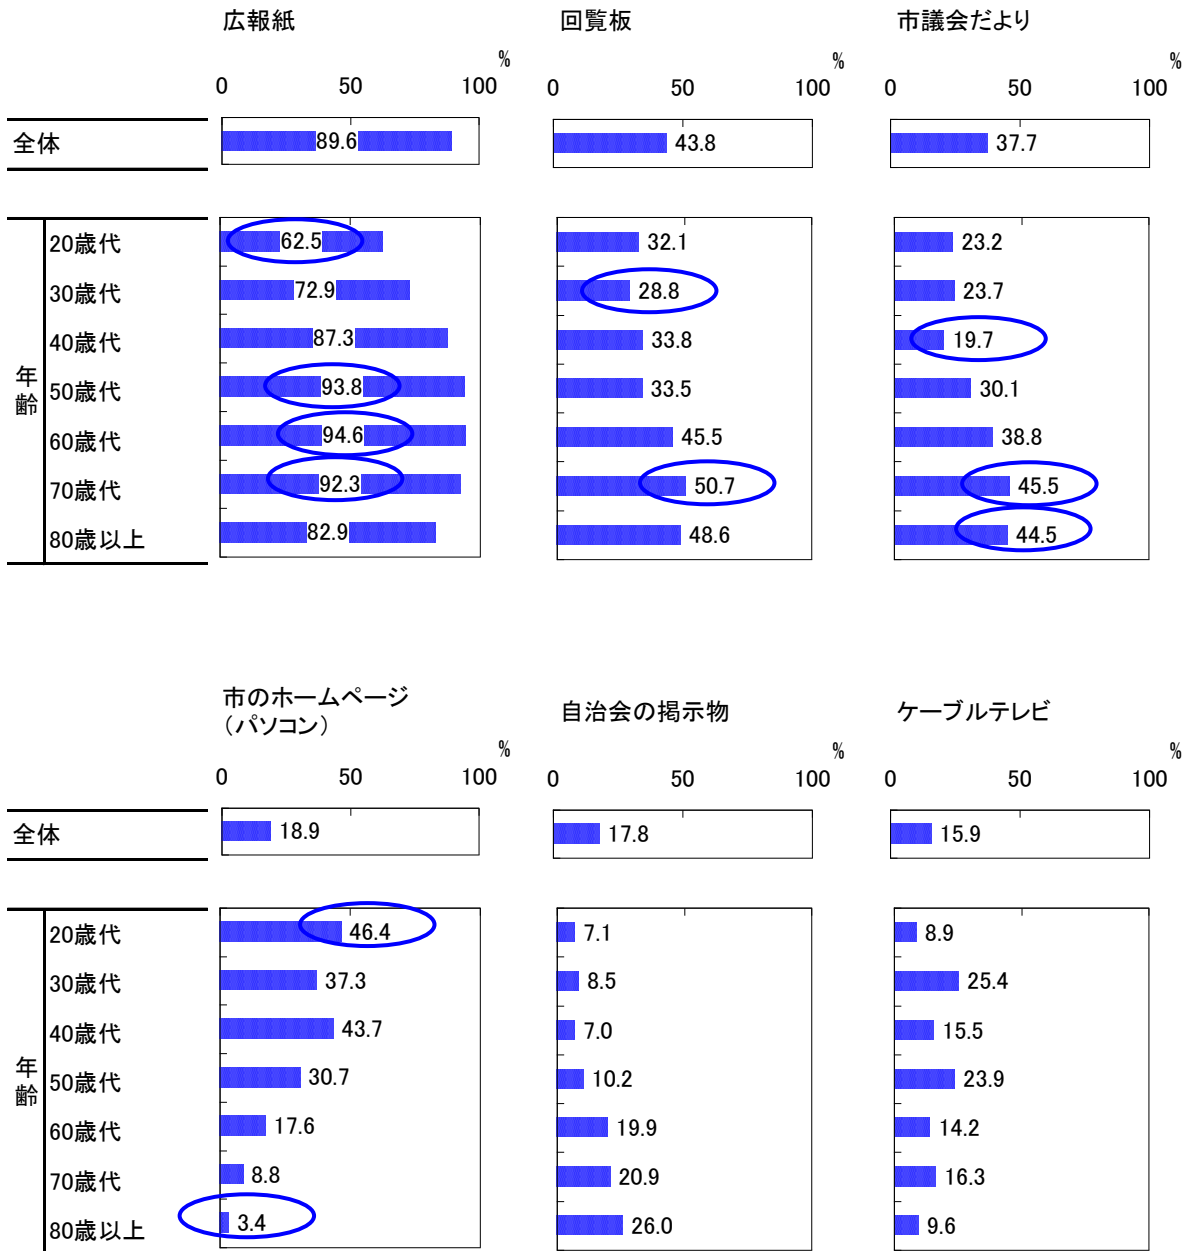 広報紙 回覧板 市議会だより
% % %
0 50 100 0 50 100 0 50 100
全体 89.6 43.8 37.7
年齢
20歳代 62.5 32.1 23.2
30歳代 72.9 28.8 23.7
40歳代 87.3 33.8 19.7
50歳代 93.8 33.5 30.1
60歳代 94.6 45.5 38.8
70歳代 92.3 50.7 45.5
80歳以上 82.9 48.6 44.5
市のホームページ
（パソコン） 自治会の掲示物 ケーブルテレビ
% % %
0 50 100 0 50 100 0 50 100
全体 18.9 17.8 15.9
年齢
20歳代 46.4 7.1 8.9
30歳代 37.3 8.5 25.4
40歳代 43.7 7.0 15.5
50歳代 30.7 10.2 23.9
60歳代 17.6 19.9 14.2
70歳代 8.8 20.9 16.3
80歳以上 3.4 26.0 9.6